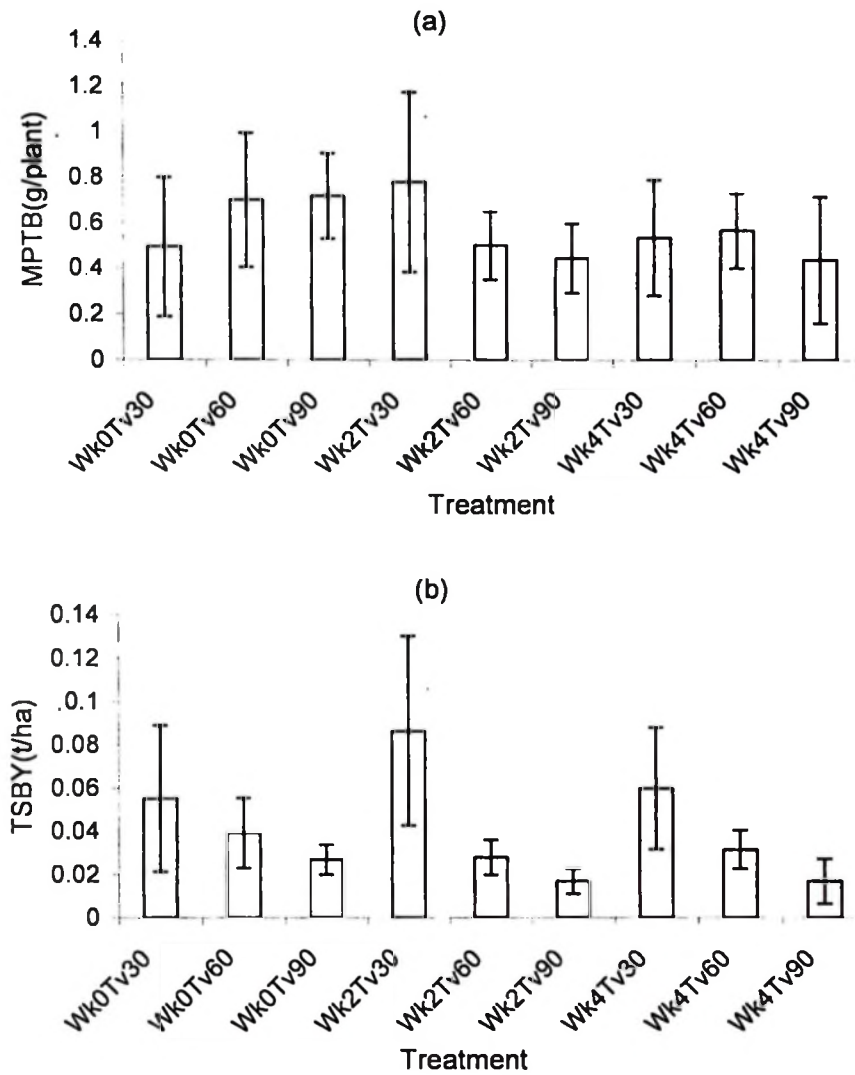 (a)
MPTB(g/plant)
1.4
1.2
1
0.8
0.6
0.4
0.2
0
Wk0Tv30
Wk0Tv60
Wk0Tv90
Wk2Tv30
Wk2Tv60
Wk2Tv90
Wk4Tv30
Wk4Tv60
Wk4Tv90
Treatment
(b)
TSBY(t/ha)
0.14
0.12
0.1
0.08
0.06
0.04
0.02
0
Wk0Tv30
Wk0Tv60
Wk0Tv90
Wk2Tv30
Wk2Tv60
Wk2Tv90
Wk4Tv30
Wk4Tv60
Wk4Tv90
Treatment